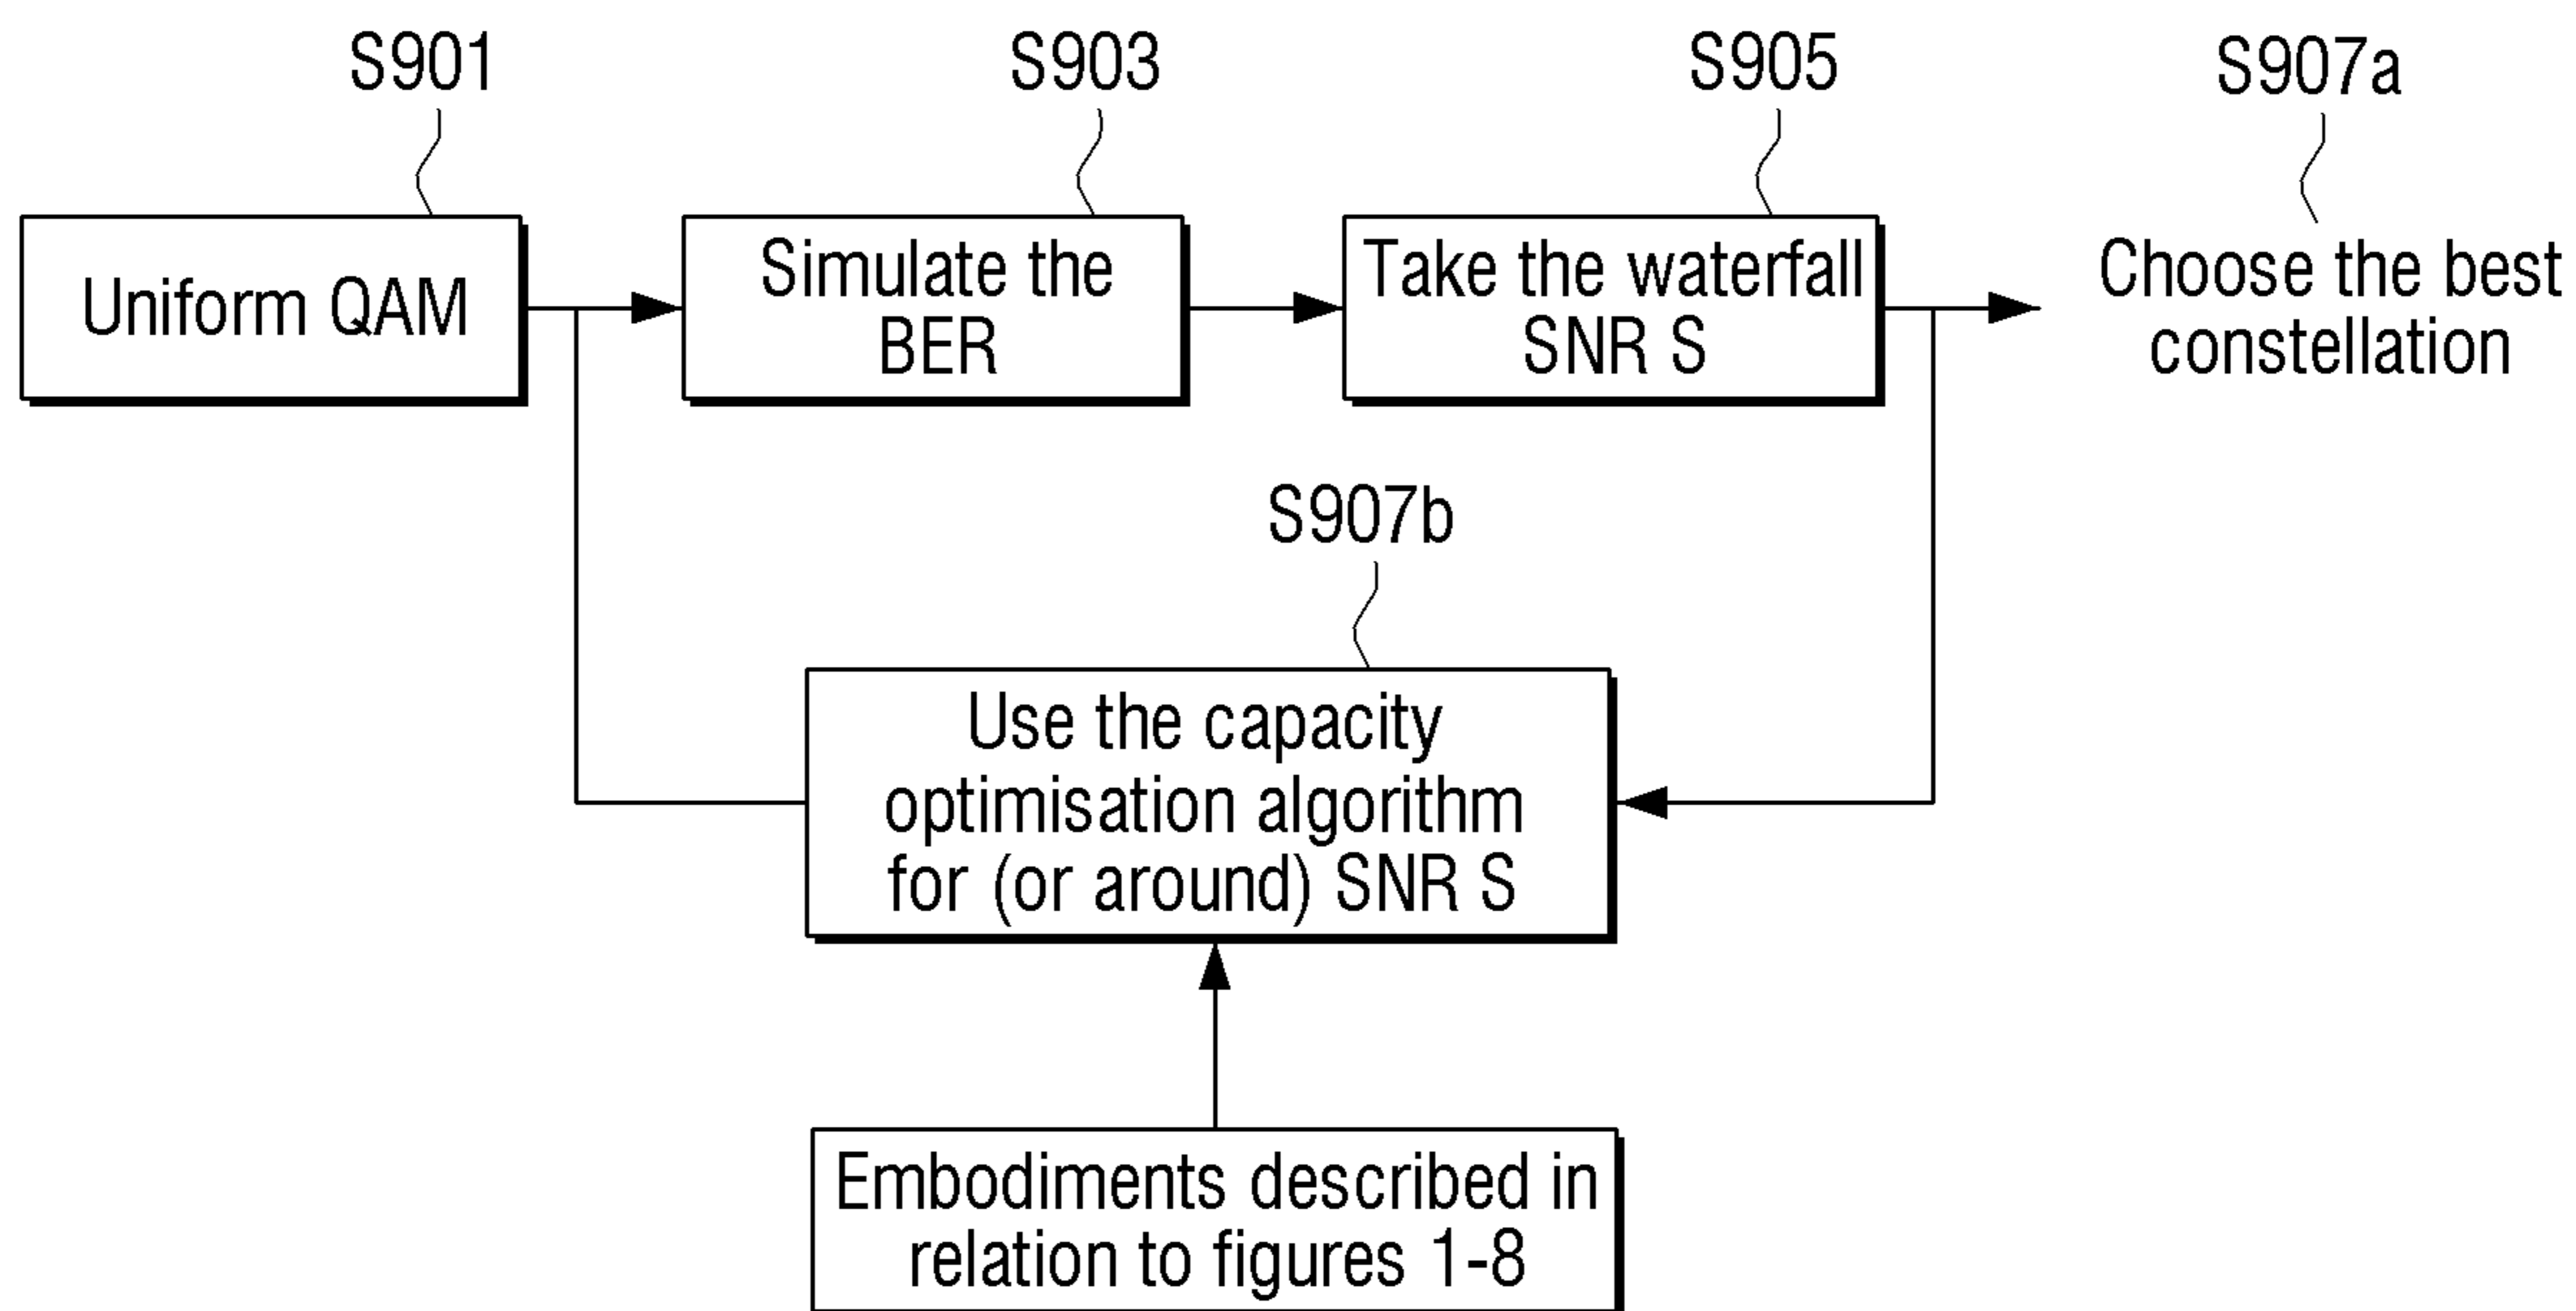 S901
S903
S905
S907a
Uniform QAM
Simulate the
BER
Take the waterfall
SNR S
Choose the best
constellation
S907b
Use the capacity
optimisation algorithm
for (or around) SNR S
Embodiments described in
relation to figures 1-8